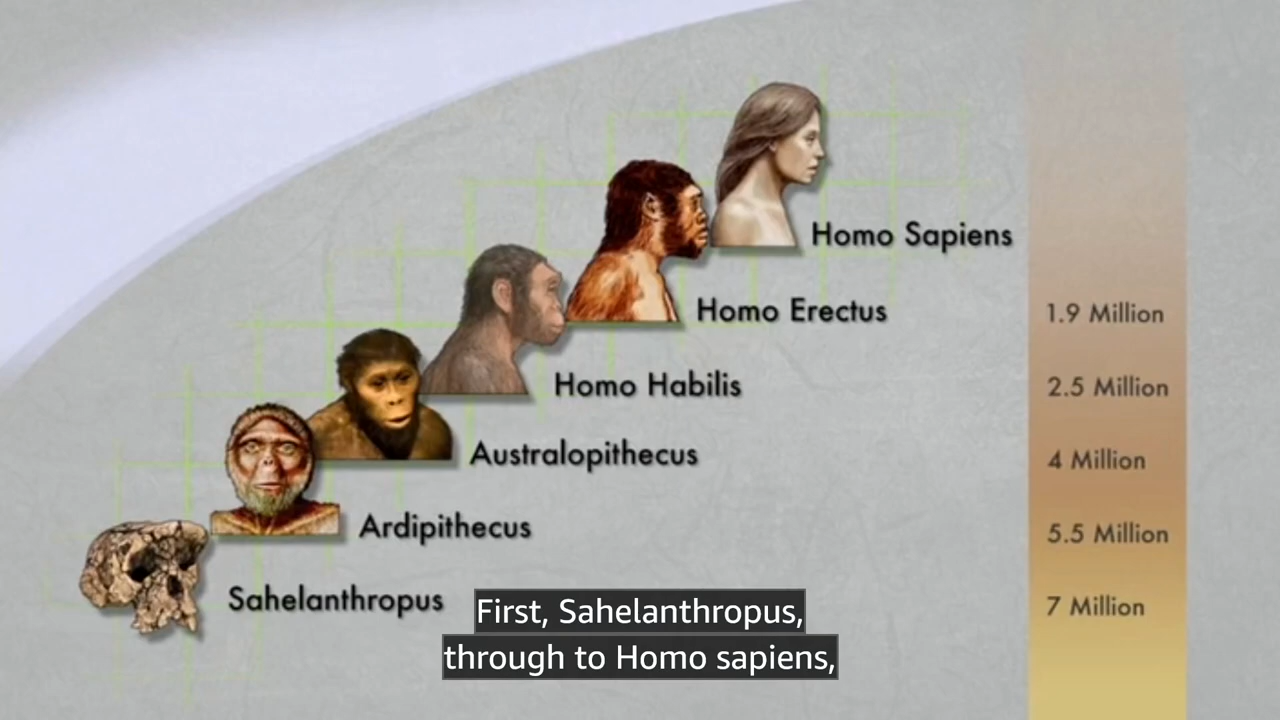 Homo Sapiens
Homo Erectus
1.9 Million
Homo Habilis
2.5 Million
Australopithecus
4 Million
Ardipithecus
5.5 Million
Sahelanthropus
7 Million
First, Sahelanthropus,
through to Homo sapiens,